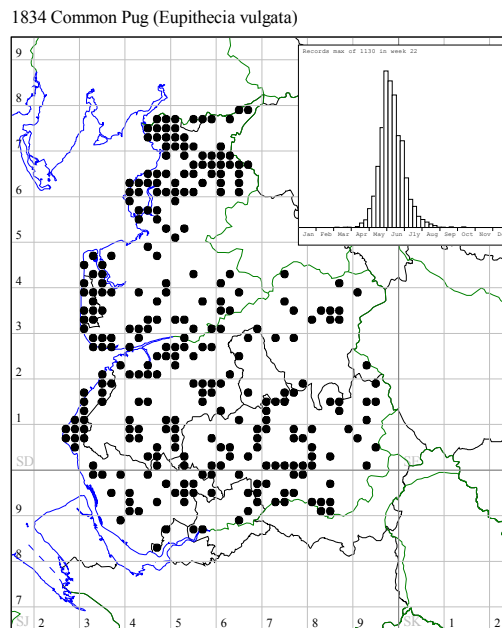 1834 Common Pug (Eupithecia vulgata)
Records max of 1130 in week 22
Jan Feb Mar Apr May Jun Jly Aug Sep Oct Nov De
9
8
7
6
5
4
3
2
1
SD SE
9
8
7
SJ 2 3 4 5 6 7 8 9 SK 1 2